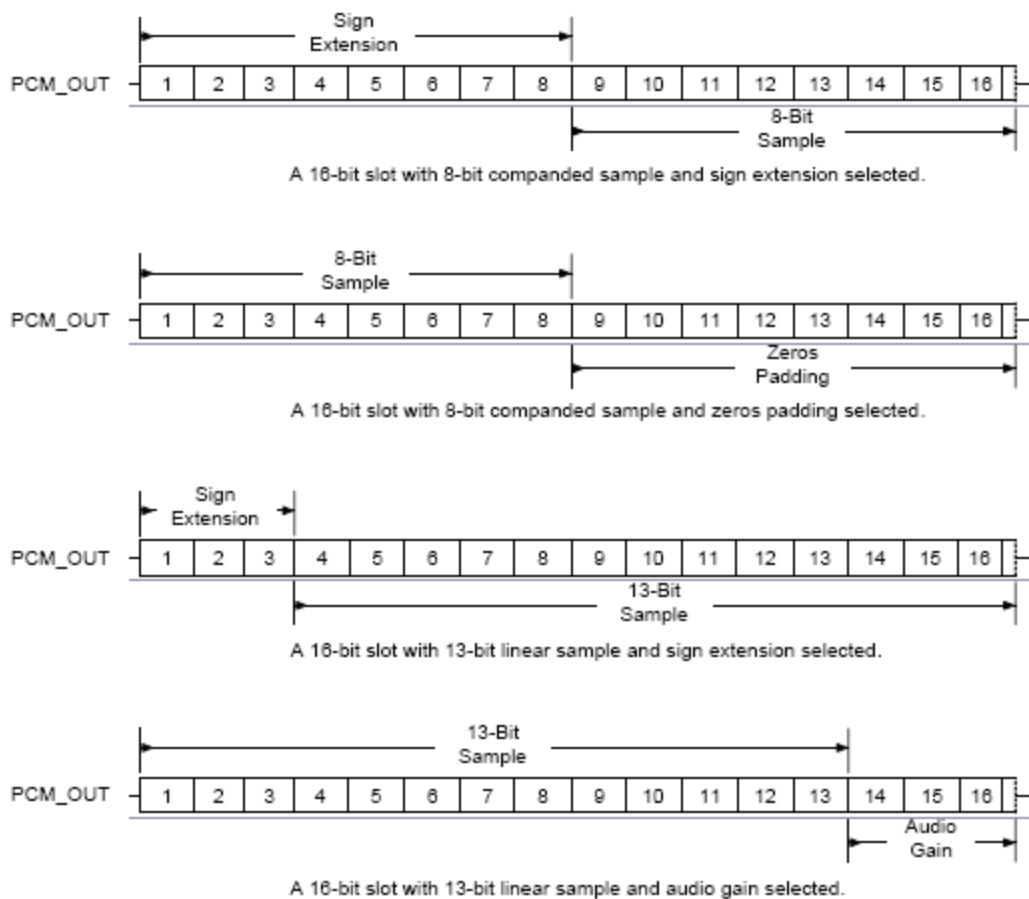 Sign
Extension
PCM_OUT 1 2 3 4 5 6 7 8 9 10 11 12 13 14 15 16
8-Bit
Sample
A 16-bit slot with 8-bit companded sample and sign extension selected.
8-Bit
Sample
PCM_OUT 1 2 3 4 5 6 7 8 9 10 11 12 13 14 15 16
Zeros
Padding
A 16-bit slot with 8-bit companded sample and zeros padding selected.
Sign
Extension
PCM_OUT 1 2 3 4 5 6 7 8 9 10 11 12 13 14 15 16
13-Bit
Sample
A 16-bit slot with 13-bit linear sample and sign extension selected.
13-Bit
Sample
PCM_OUT 1 2 3 4 5 6 7 8 9 10 11 12 13 14 15 16
Audio
Gain
A 16-bit slot with 13-bit linear sample and audio gain selected.